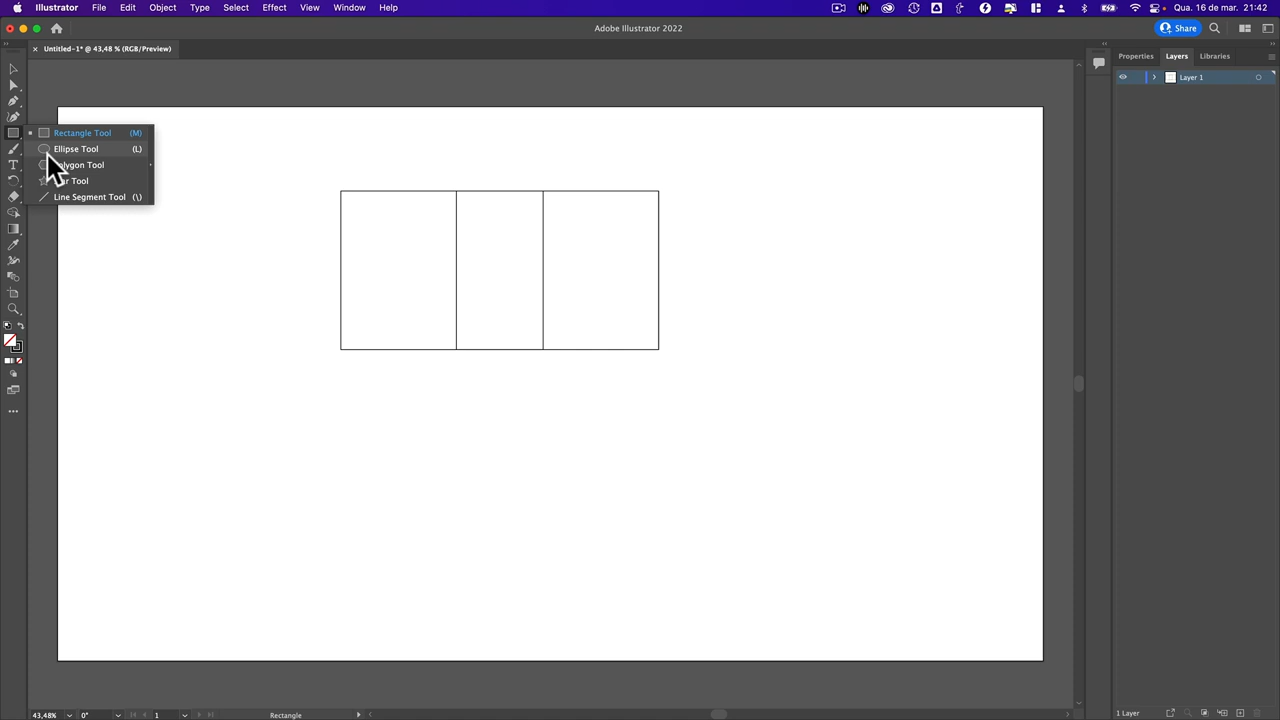 Illustrator File Edit Object Type Select Effect View Window Help Qua. 16 de mar. 21:42
Adobe Illustrator 2022 Share
Untitled-1* @ 43,48 % (RGB/Preview)
Properties Layers Libraries
Layer 1
Rectangle Tool (M)
Ellipse Tool (L)
Tool
Tool
Line Segment Tool (\)
43,48% 0° 1 Rectangle 1 Layer